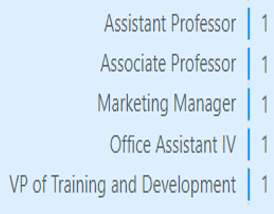 Assistant Professor 1
Associate Professor 1
Marketing Manager 1
Office Assistant IV 1
VP of Training and Development 1